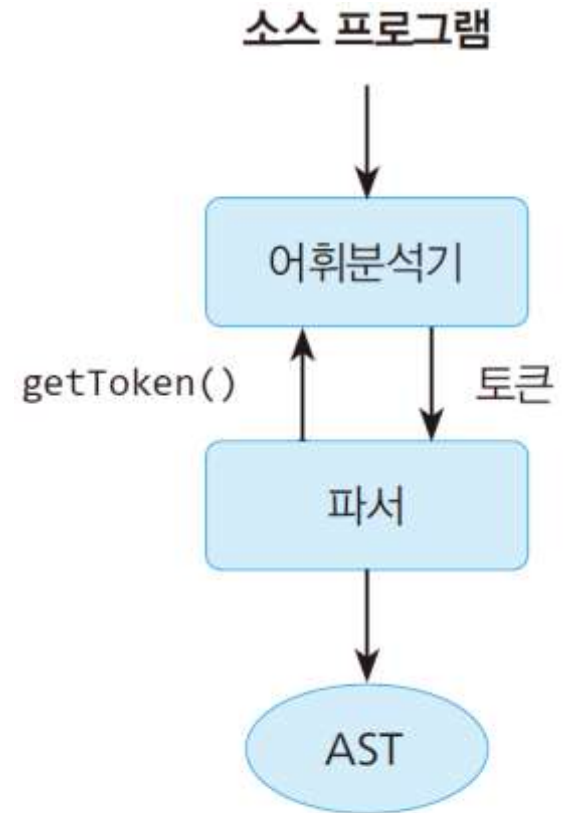 소스 프로그램
어휘분석기
getToken()
토큰
파서
AST